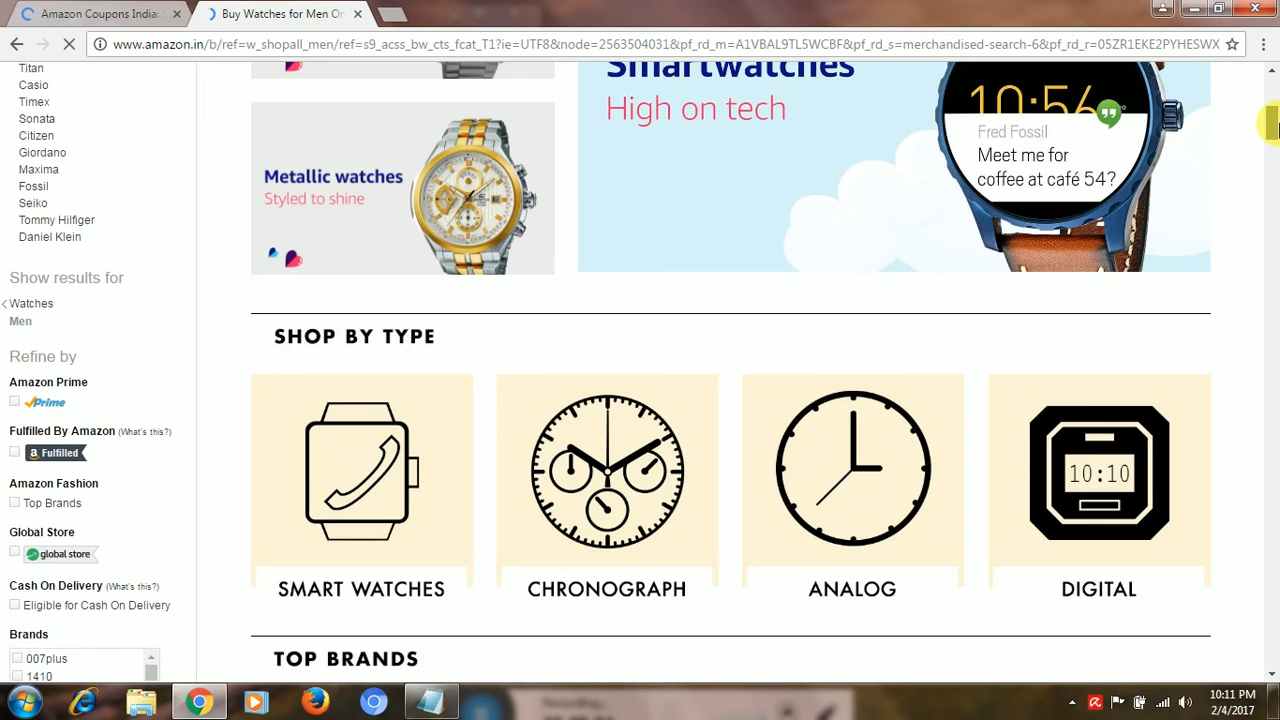 Amazon Coupons India:
Buy Watches for Men On
www.amazon.in/b/ref=w_shopall_men/ref=s9_acss_bw_cts_fcat_T1?ie=UTF8&node=2563504031&pf_rd_m=A1VBAL9TL5WCBF&pf_rd_s=merchandised-search-6&pf_rd_r=05ZR1EKE2PYHESWX
Titan
Casio
Timex
Sonata
Citizen
Giordano
Maxima
Fossil
Seiko
Tommy Hilfiger
Daniel Klein
Show results for
Watches
Men
Refine by
Amazon Prime
Prime
Fulfilled By Amazon (What's this?)
a Fulfilled
Amazon Fashion
Top Brands
Global Store
global store
Cash On Delivery (What's this?)
Eligible for Cash On Delivery
Brands
007plus
1410
Metallic watches
Styled to shine
Smartwatches
High on tech
10:56
Fred Fossil
Meet me for
coffee at café 54?
SHOP BY TYPE
10:10
SMART WATCHES
CHRONOGRAPH
ANALOG
DIGITAL
TOP BRANDS
Recording...
10:11 PM
2/4/2017